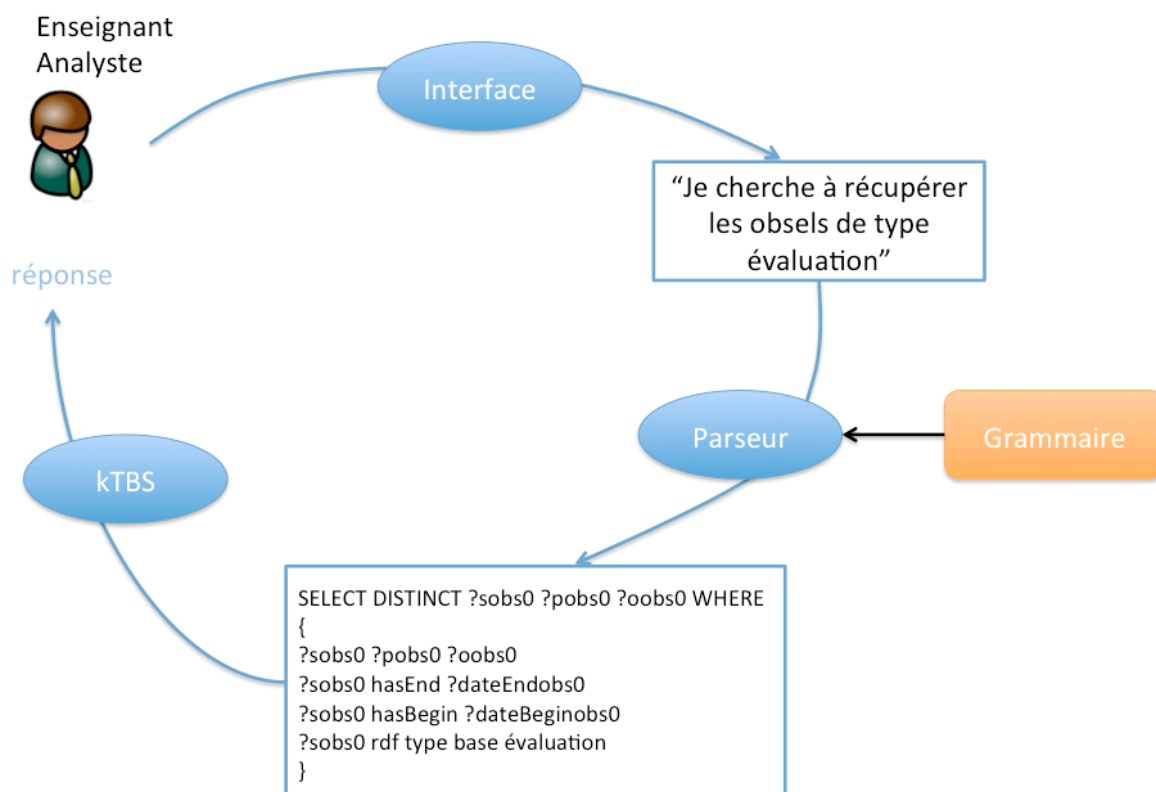 Enseignant
Analyste
Interface
“Je cherche à récupérer
les obsels de type
évaluation”
réponse
Parseur
Grammaire
kTBS
SELECT DISTINCT ?sobs0 ?pobs0 ?oobs0 WHERE
{
?sobs0 ?pobs0 ?oobs0
?sobs0 hasEnd ?dateEndobs0
?sobs0 hasBegin ?dateBeginobs0
?sobs0 rdf type base évaluation
}